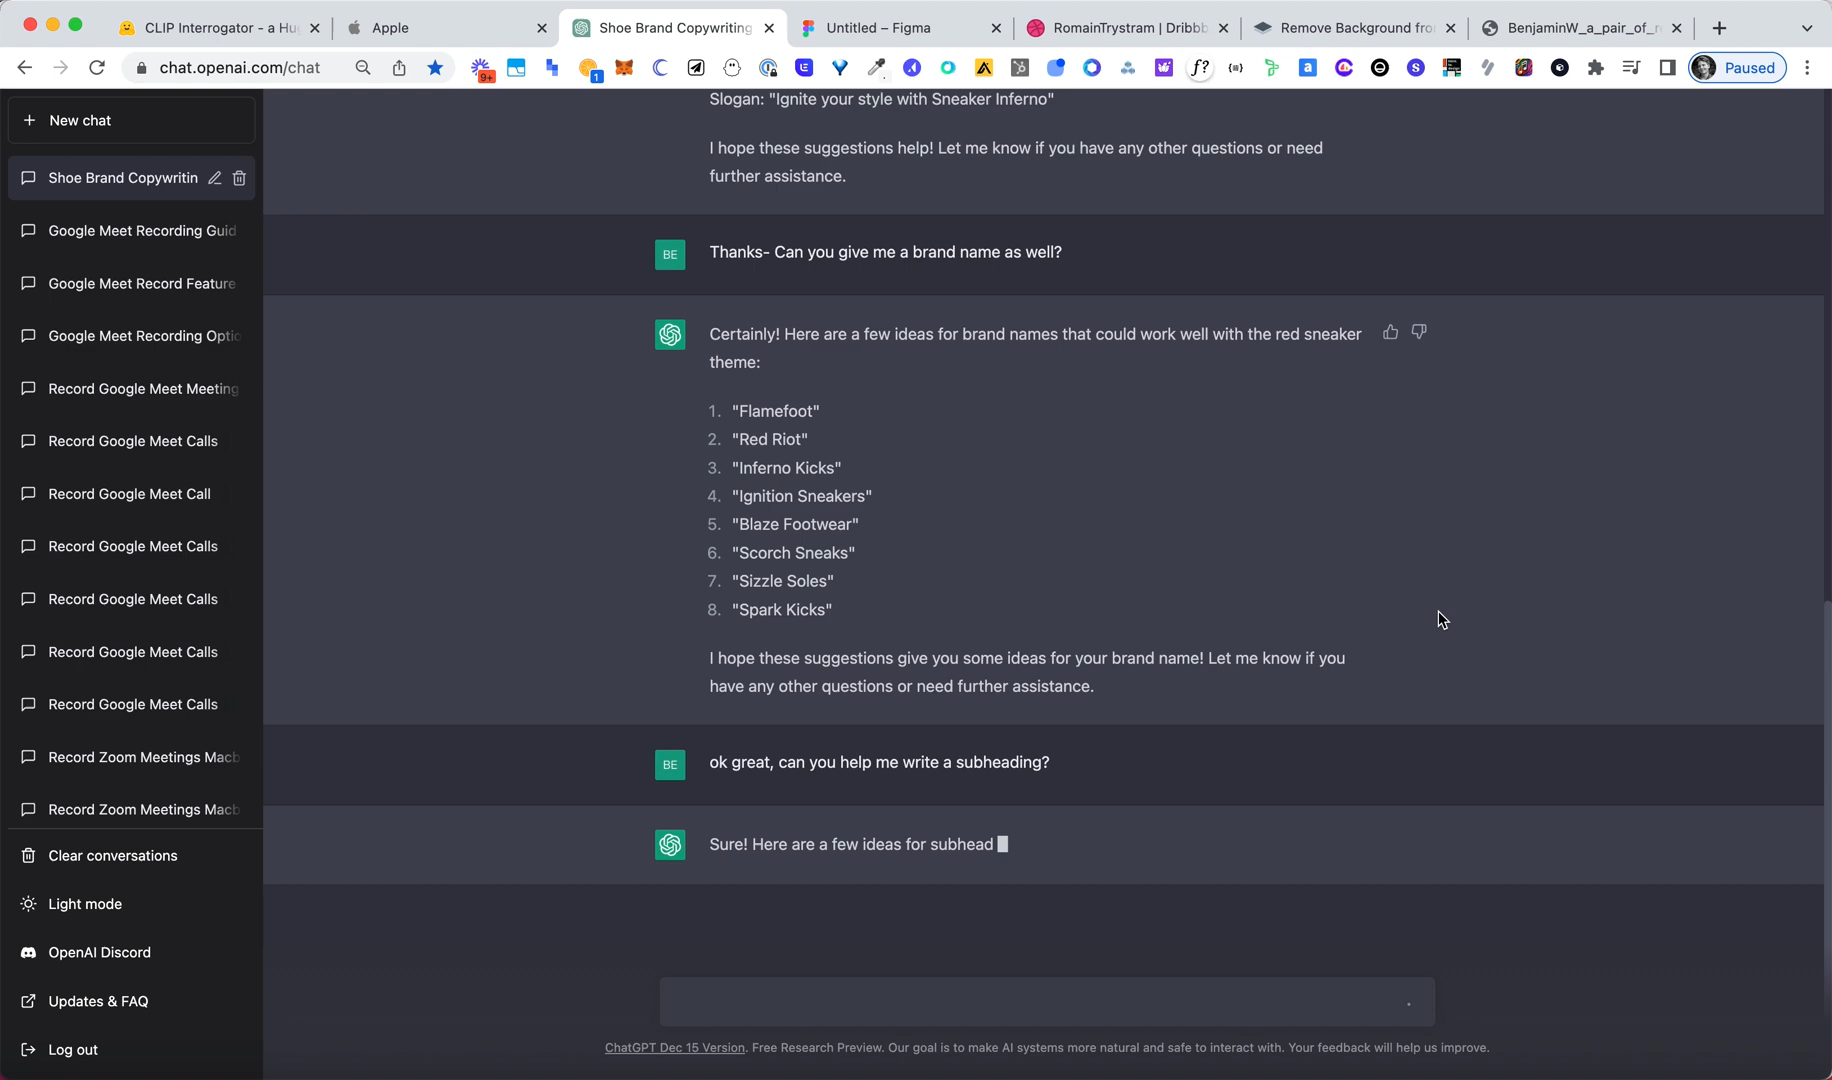 CLIP Interrogator - a Hu
Apple
Shoe Brand Copywriting
Untitled – Figma
RomainTrystram | Dribbb
Remove Background fro
BenjaminW_a_pair_of_r
chat.openai.com/chat
9+
1
f?
a
S
Paused
New chat
Shoe Brand Copywritin
Google Meet Recording Guid
Google Meet Record Feature
Google Meet Recording Optio
Record Google Meet Meeting
Record Google Meet Calls
Record Google Meet Call
Record Google Meet Calls
Record Google Meet Calls
Record Google Meet Calls
Record Google Meet Calls
Record Zoom Meetings Macb
Record Zoom Meetings Macb
Clear conversations
Light mode
OpenAI Discord
Updates & FAQ
Log out
Slogan: "Ignite your style with Sneaker Inferno"
I hope these suggestions help! Let me know if you have any other questions or need
further assistance.
BE
Thanks- Can you give me a brand name as well?
Certainly! Here are a few ideas for brand names that could work well with the red sneaker
theme:
1. "Flamefoot"
2. "Red Riot"
3. "Inferno Kicks"
4. "Ignition Sneakers"
5. "Blaze Footwear"
6. "Scorch Sneaks"
7. "Sizzle Soles"
8. "Spark Kicks"
I hope these suggestions give you some ideas for your brand name! Let me know if you
have any other questions or need further assistance.
BE
ok great, can you help me write a subheading?
Sure! Here are a few ideas for subhead
ChatGPT Dec 15 Version. Free Research Preview. Our goal is to make AI systems more natural and safe to interact with. Your feedback will help us improve.